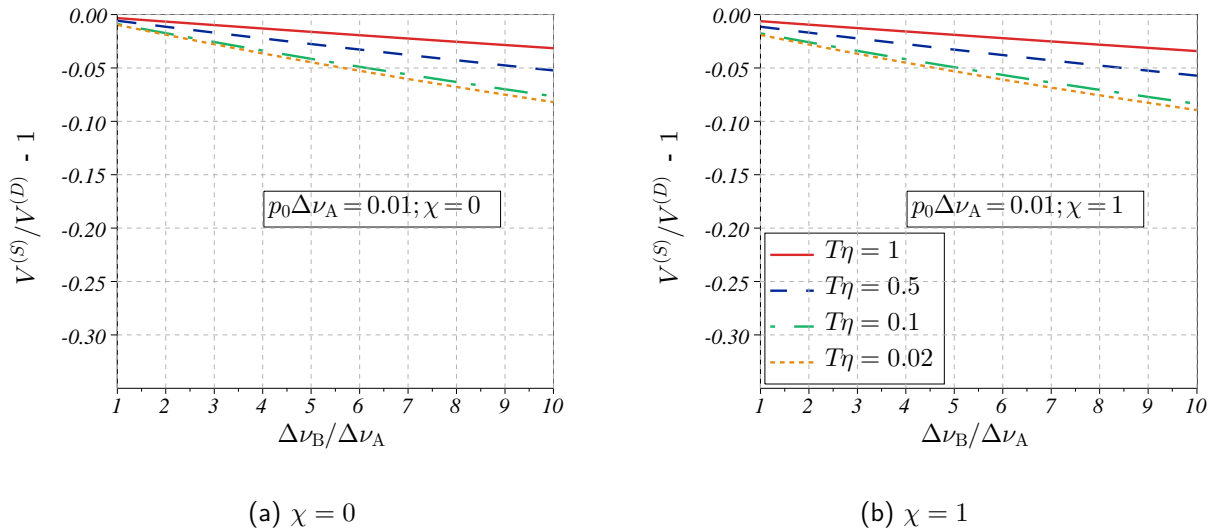 0.00
-0.05
-0.10
-0.15
-0.20
-0.25
-0.30
V^(S)/V^(D) - 1
p₀Δν_A = 0.01; χ = 0
1 2 3 4 5 6 7 8 9 10
Δν_B/Δν_A
(a) χ = 0
0.00
-0.05
-0.10
-0.15
-0.20
-0.25
-0.30
V^(S)/V^(D) - 1
p₀Δν_A = 0.01; χ = 1
Tη = 1
Tη = 0.5
Tη = 0.1
Tη = 0.02
1 2 3 4 5 6 7 8 9 10
Δν_B/Δν_A
(b) χ = 1